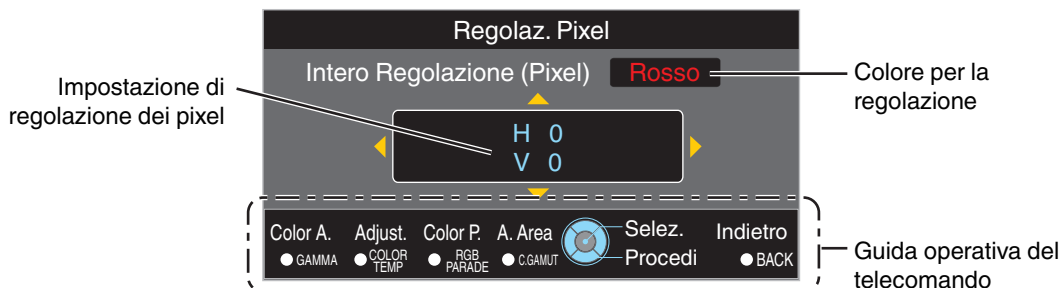 Regolaz. Pixel
Intero Regolazione (Pixel) Rosso
Impostazione di
regolazione dei pixel
Colore per la
regolazione
H 0
V 0
Color A. Adjust. Color P. A. Area Selez. Indietro
GAMMA COLOR TEMP RGB PARADE C.GAMUT Procedi BACK
Guida operativa del
telecomando